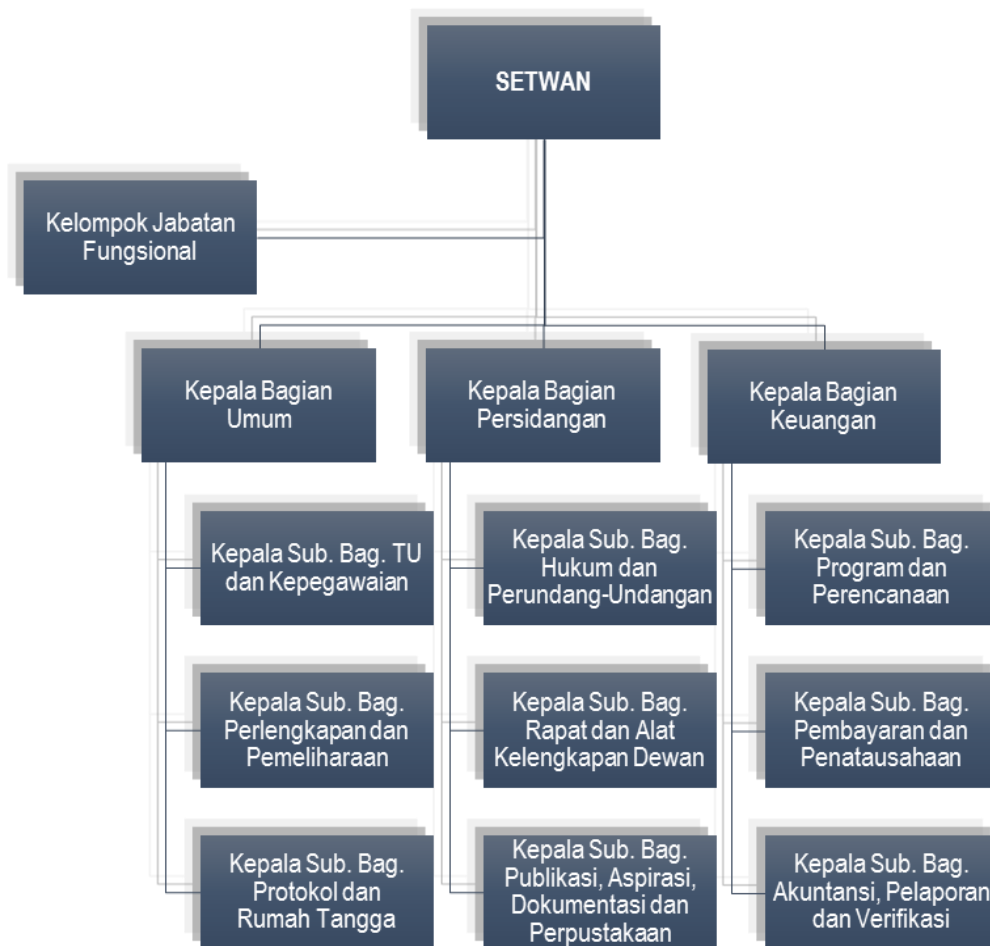 SETWAN
Kelompok Jabatan
Fungsional
Kepala Bagian
Umum
Kepala Bagian
Persidangan
Kepala Bagian
Keuangan
Kepala Sub. Bag. TU
dan Kepegawaian
Kepala Sub. Bag.
Hukum dan
Perundang-Undangan
Kepala Sub. Bag.
Program dan
Perencanaan
Kepala Sub. Bag.
Perlengkapan dan
Pemeliharaan
Kepala Sub. Bag.
Rapat dan Alat
Kelengkapan Dewan
Kepala Sub. Bag.
Pembayaran dan
Penatausahaan
Kepala Sub. Bag.
Protokol dan
Rumah Tangga
Kepala Sub. Bag.
Publikasi, Aspirasi,
Dokumentasi dan
Perpustakaan
Kepala Sub. Bag.
Akuntansi, Pelaporan
dan Verifikasi